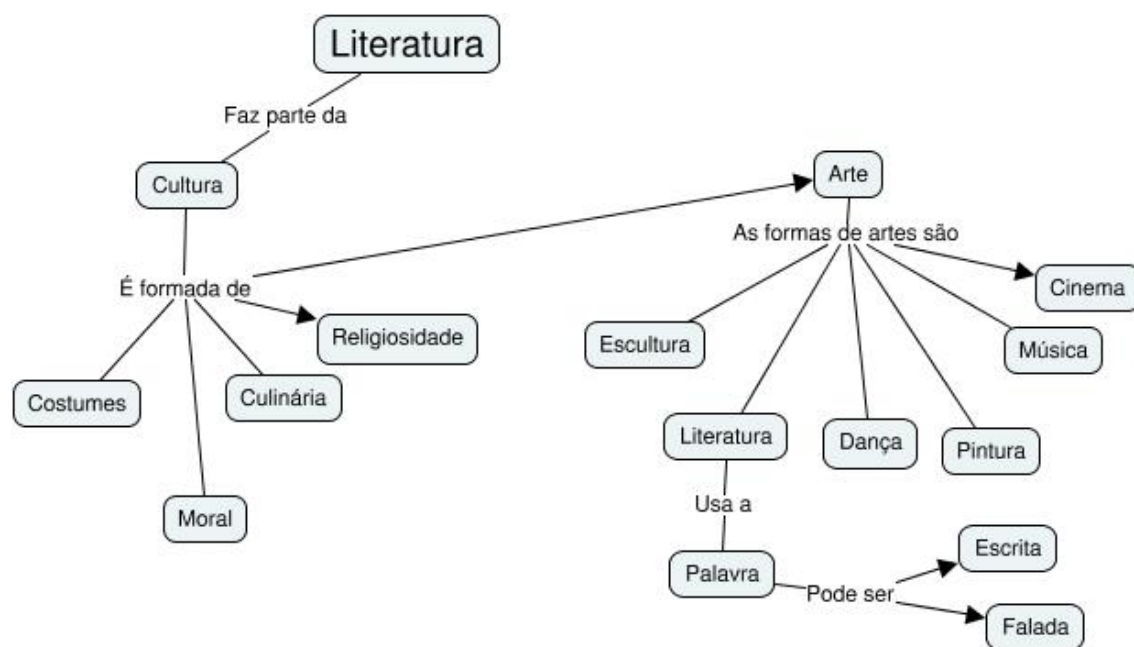 Literatura
Faz parte da
Cultura
É formada de
Costumes
Moral
Culinária
Religiosidade
Arte
As formas de artes são
Escultura
Literatura
Dança
Pintura
Música
Cinema
Usa a
Palavra
Pode ser
Escrita
Falada